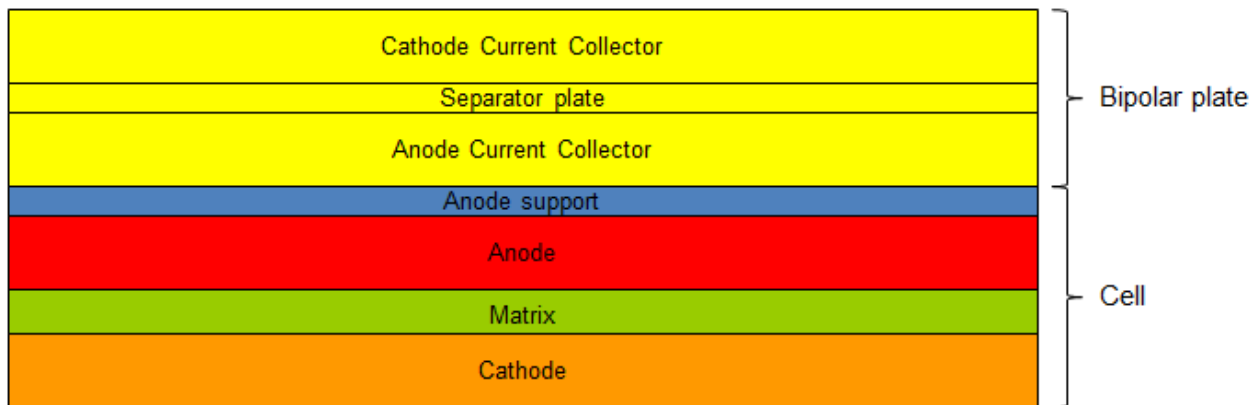 Cathode Current Collector
Separator plate
Bipolar plate
Anode Current Collector
Anode support
Anode
Cell
Matrix
Cathode